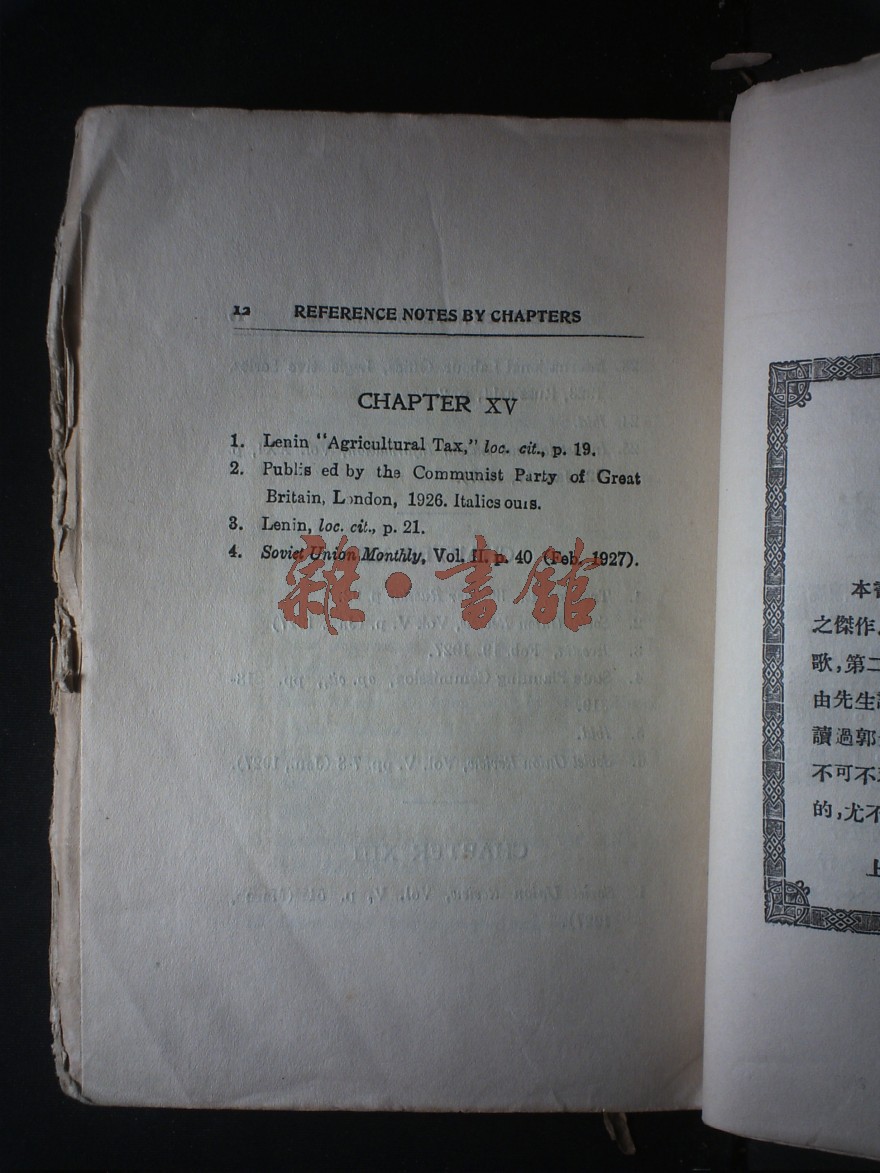 12 REFERENCE NOTES BY CHAPTERS
CHAPTER XV
1. Lenin "Agricultural Tax," loc. cit., p. 19.
2. Publis ed by the Communist Party of Great
Britain, London, 1926. Italics ours.
3. Lenin, loc. cit., p. 21.
4. Soviet Union Monthly, Vol. II. p. 40 (Feb. 1927).
雜·書館
本書
之傑作
歌,第二
由先生
讀過郭
不可不
的,尤不
上